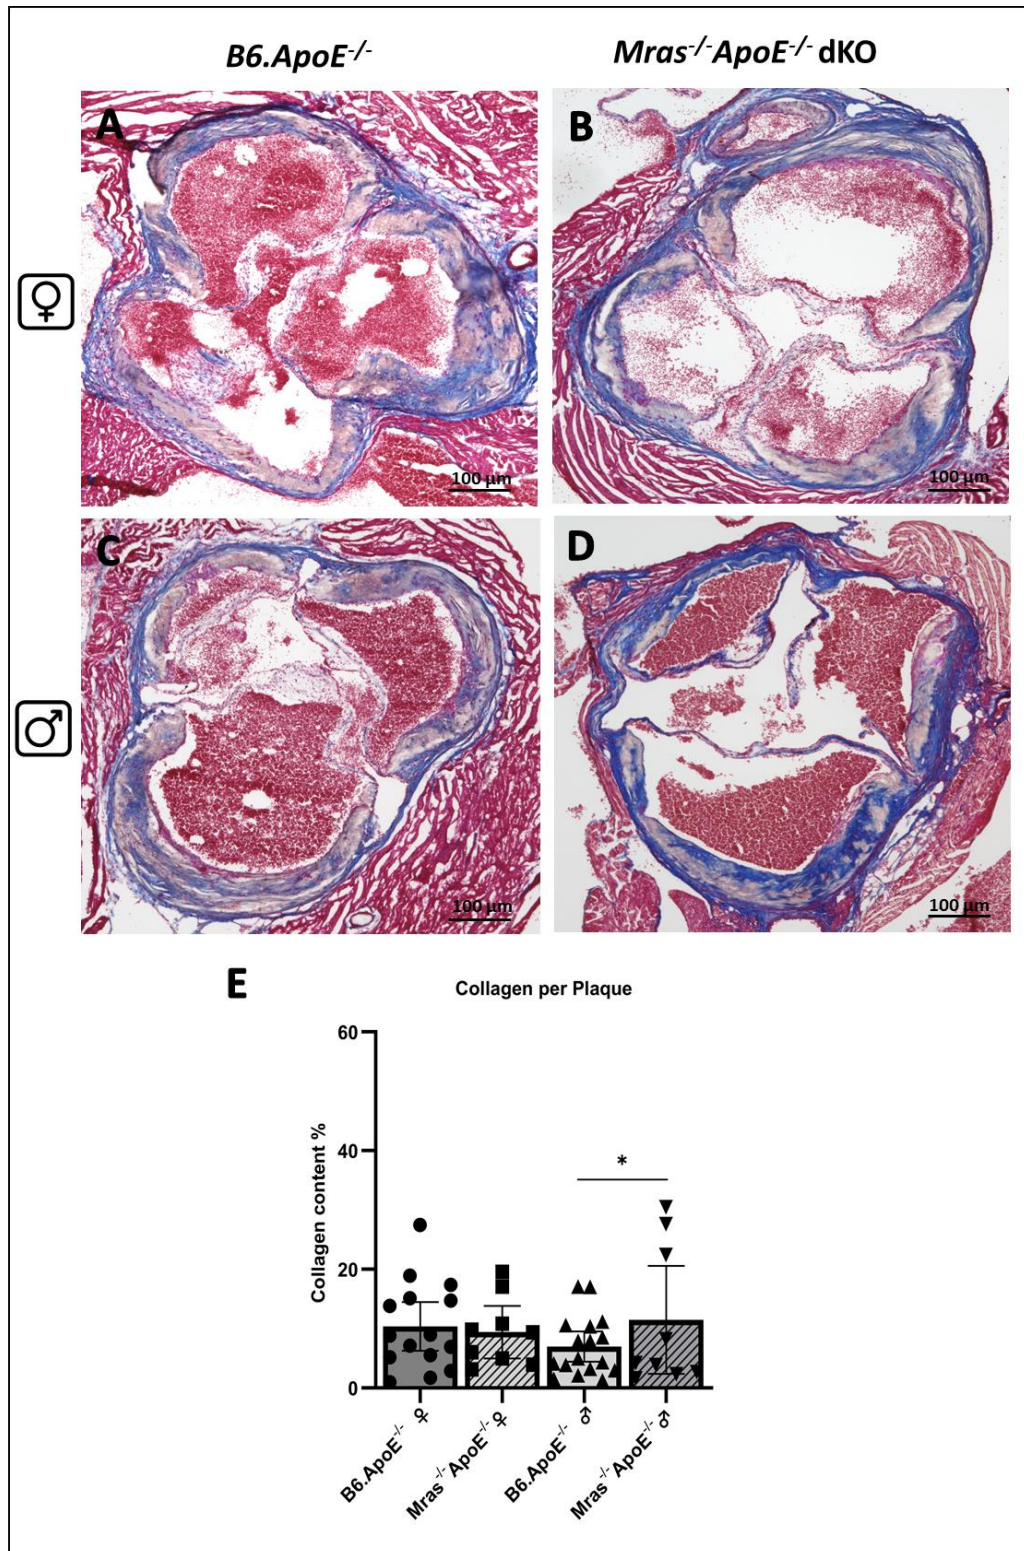 B6.ApoE-/-
Mras-/-ApoE-/- dKO
A
B
♀
100 µm
100 µm
C
D
♂
100 µm
100 µm
E
Collagen per Plaque
Collagen content %
60
40
20
0
*
B6.ApoE-/- ♀
Mras-/-ApoE-/- ♀
B6.ApoE-/- ♂
Mras-/-ApoE-/- ♂